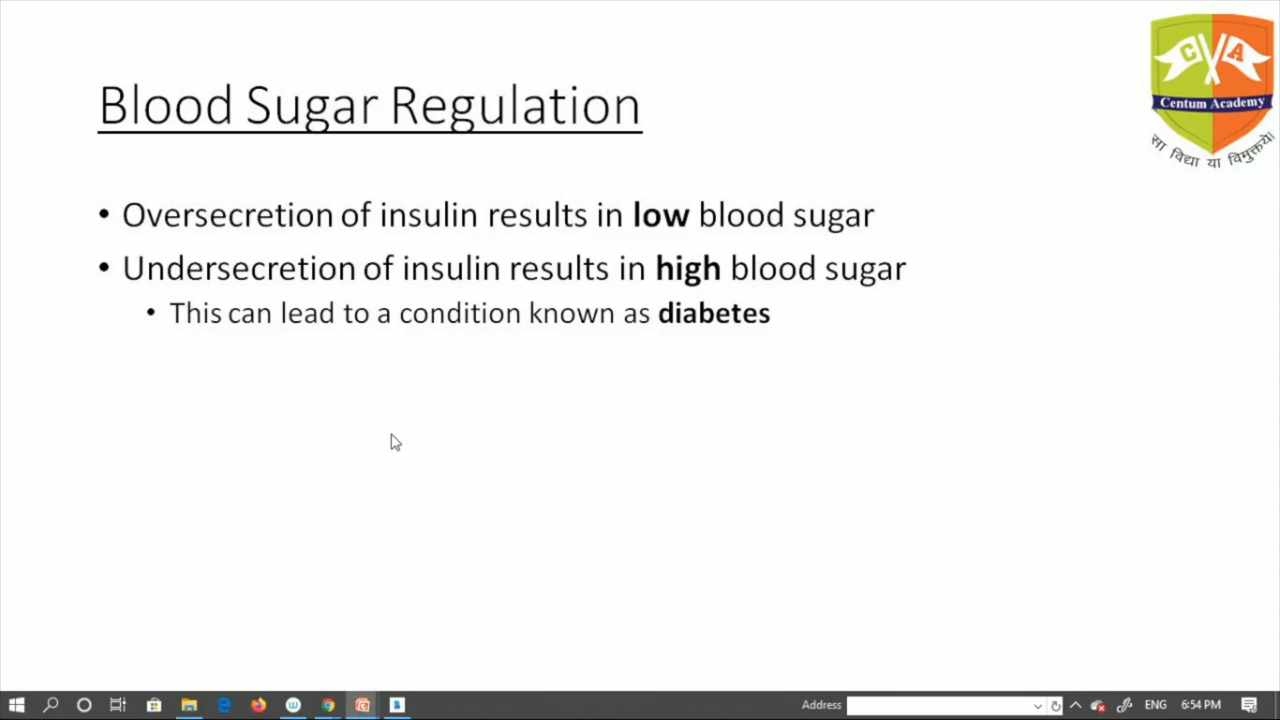 Blood Sugar Regulation
C A
Centum Academy
सा विद्या या विमुक्तये।
• Oversecretion of insulin results in low blood sugar
• Undersecretion of insulin results in high blood sugar
• This can lead to a condition known as diabetes
Address
ENG
6:54 PM